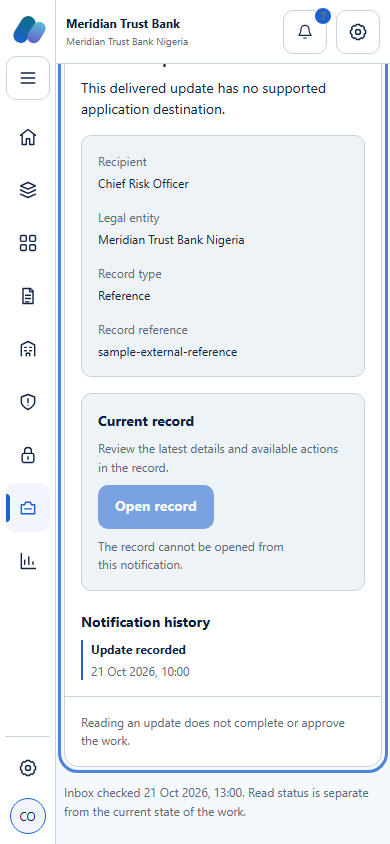 Meridian Trust Bank
Meridian Trust Bank Nigeria
This delivered update has no supported
application destination.
Recipient
Chief Risk Officer
Legal entity
Meridian Trust Bank Nigeria
Record type
Reference
Record reference
sample-external-reference
Current record
Review the latest details and available actions
in the record.
Open record
The record cannot be opened from
this notification.
Notification history
Update recorded
21 Oct 2026, 10:00
Reading an update does not complete or approve
the work.
CO
Inbox checked 21 Oct 2026, 13:00. Read status is separate
from the current state of the work.